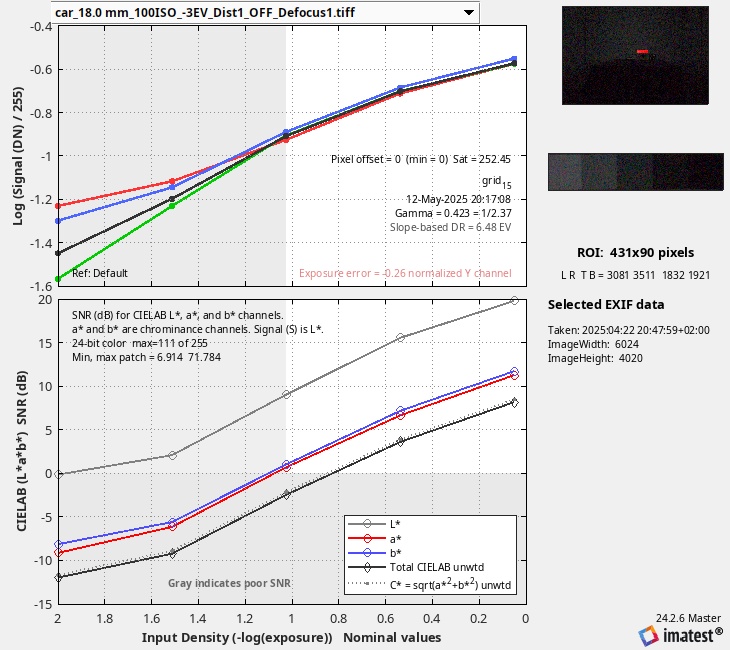 car_18.0 mm_100ISO_-3EV_Dist1_OFF_Defocus1.tiff
-0.4
-0.6
-0.8
-1
-1.2
-1.4
-1.6
Log (Signal (DN) / 255)
Pixel offset = 0 (min = 0) Sat = 252.45
grid15
12-May-2025 20:17:08
Gamma = 0.423 = 1/2.37
Slope-based DR = 6.48 EV
Ref: Default
Exposure error = -0.26 normalized Y channel
ROI: 431x90 pixels
L R T B = 3081 3511 1832 1921
Selected EXIF data
Taken: 2025:04:22 20:47:59+02:00
ImageWidth: 6024
ImageHeight: 4020
20
15
10
5
0
-5
-10
-15
CIELAB (L*a*b*) SNR (dB)
SNR (dB) for CIELAB L*, a*, and b* channels.
a* and b* are chrominance channels. Signal (S) is L*.
24-bit color max=111 of 255
Min, max patch = 6.914 71.784
L*
a*
b*
Total CIELAB unwtd
C* = sqrt(a*2+b*2) unwtd
Gray indicates poor SNR
2 1.8 1.6 1.4 1.2 1 0.8 0.6 0.4 0.2 0
Input Density (-log(exposure)) Nominal values
24.2.6 Master
imatest®